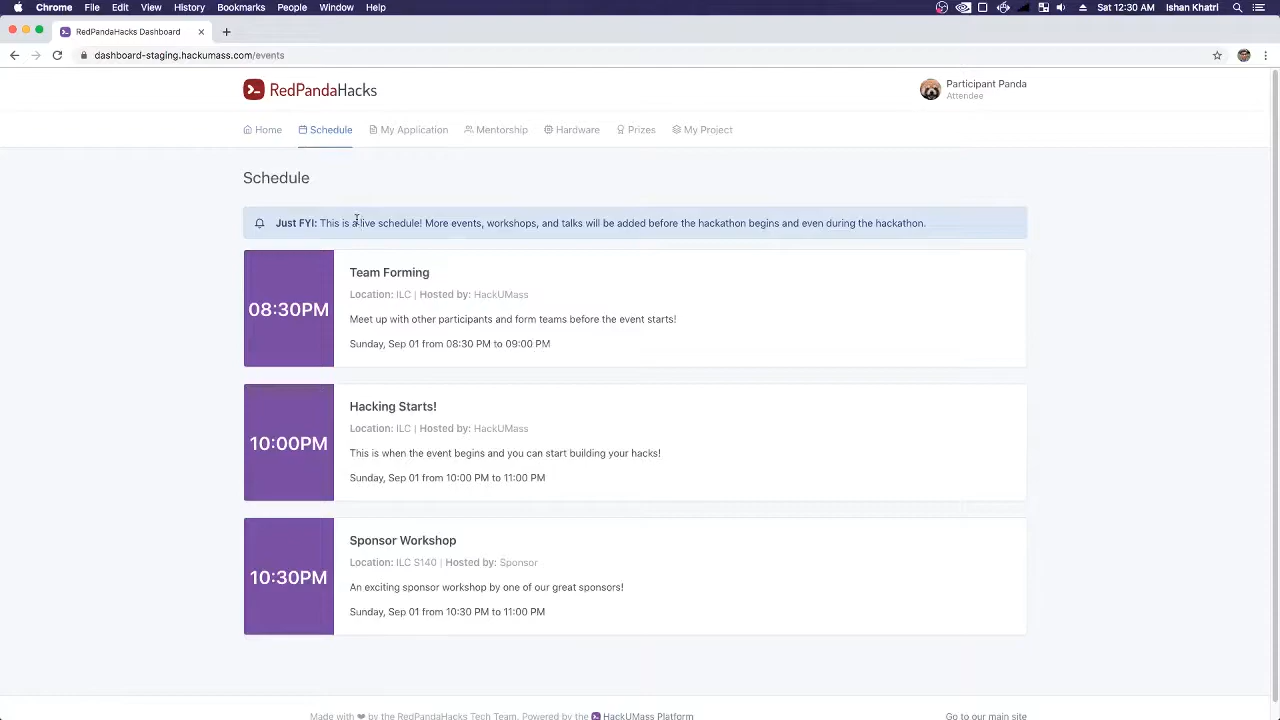 Chrome File Edit View History Bookmarks People Window Help Sat 12:30 AM Ishan Khatri
RedPandaHacks Dashboard
dashboard-staging.hackumass.com/events
RedPandaHacks
Participant Panda
Attendee
Home Schedule My Application Mentorship Hardware Prizes My Project
Schedule
Just FYI: This is a live schedule! More events, workshops, and talks will be added before the hackathon begins and even during the hackathon.
08:30PM
Team Forming
Location: ILC | Hosted by: HackUMass
Meet up with other participants and form teams before the event starts!
Sunday, Sep 01 from 08:30 PM to 09:00 PM
10:00PM
Hacking Starts!
Location: ILC | Hosted by: HackUMass
This is when the event begins and you can start building your hacks!
Sunday, Sep 01 from 10:00 PM to 11:00 PM
10:30PM
Sponsor Workshop
Location: ILC S140 | Hosted by: Sponsor
An exciting sponsor workshop by one of our great sponsors!
Sunday, Sep 01 from 10:30 PM to 11:00 PM
Made with ❤ by the RedPandaHacks Tech Team. Powered by the HackUMass Platform
Go to our main site